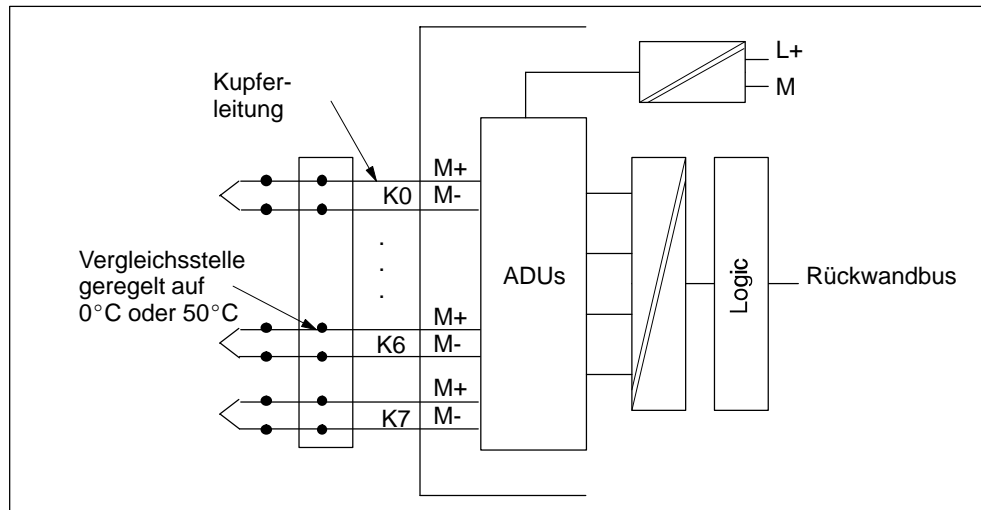 L+
M
Kupfer-
leitung
M+
K0 M-
.
.
.
.
Vergleichsstelle
geregelt auf
0°C oder 50°C
ADUs
Logic
Rückwandbus
M+
K6 M-
M+
K7 M-